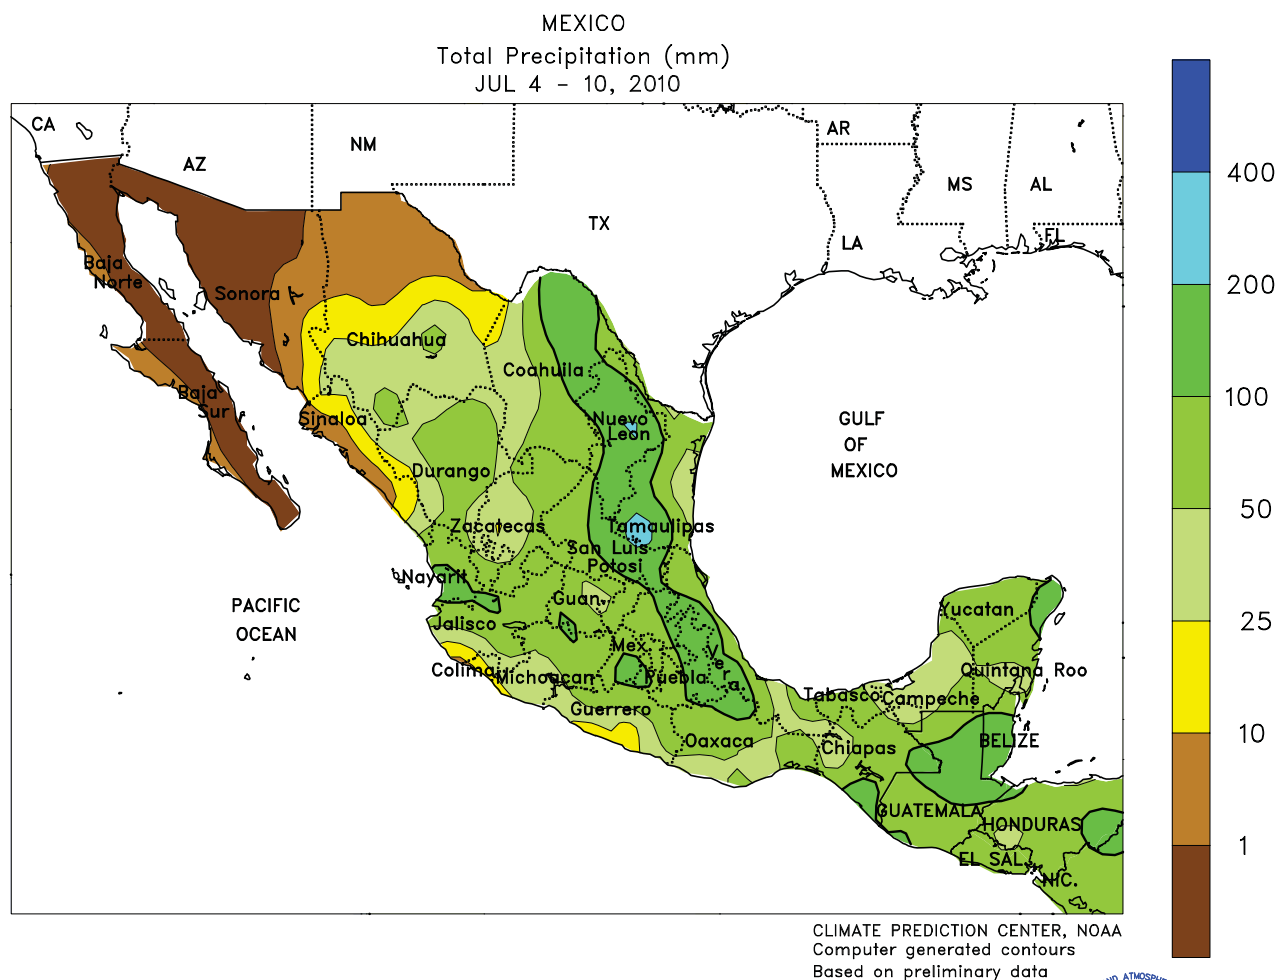 MEXICO
Total Precipitation (mm)
JUL 4 - 10, 2010
CA
AZ
NM
TX
AR
MS
AL
LA
FL
400
200
100
50
25
10
1
Baja
Norte
Sonora
Chihuahua
Coahuila
Baja
Sur
Sinaloa
Nuevo
Leon
GULF
OF
MEXICO
Durango
Zacatecas
Tamaulipas
San Luis
Potosi
Nayarit
Guan.
Jalisco
PACIFIC
OCEAN
Yucatan
Mex.
Vera.
Colima
Michoacan
Puebla
Quintana Roo
Tabasco
Campeche
Guerrero
Oaxaca
Chiapas
BELIZE
GUATEMALA
HONDURAS
EL SAL.
NIC.
CLIMATE PREDICTION CENTER, NOAA
Computer generated contours
Based on preliminary data
AND ATMOSPH